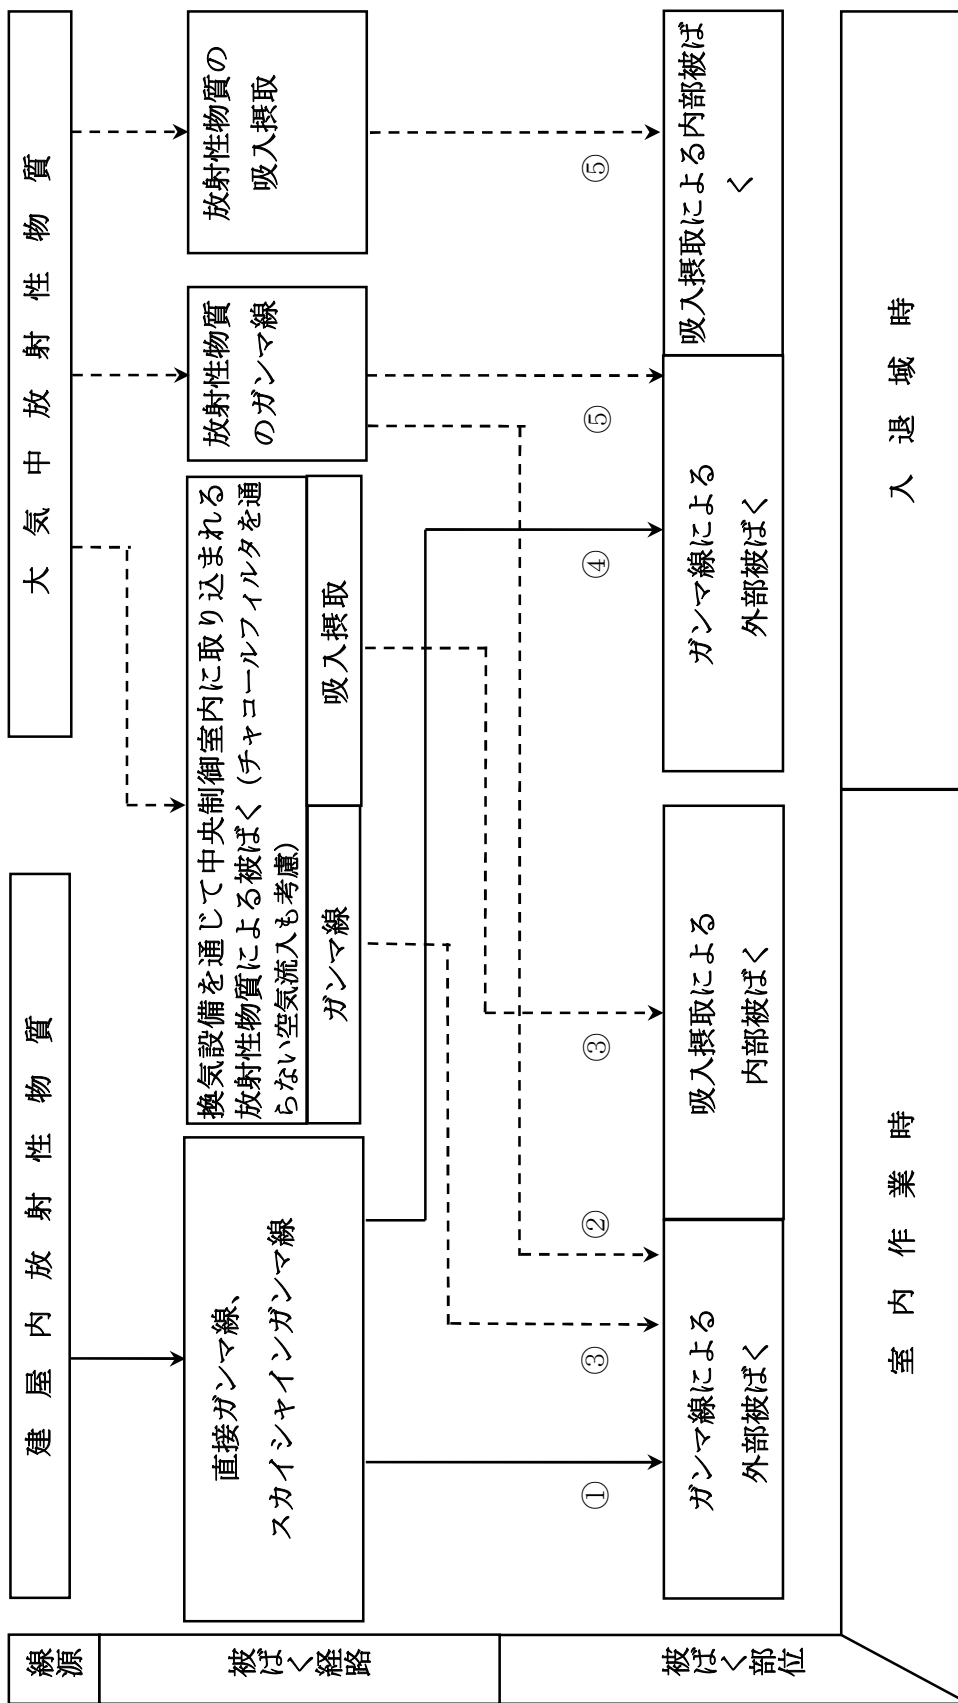 線源
建屋内放射性物質
大気中放射性物質
被ばく経路
直接ガンマ線、
スカイシャインガンマ線
換気設備を通じて中央制御室内に取り込まれる
放射性物質による被ばく（チャコールフィルタを通
らない空気流入も考慮）
ガンマ線
吸入摂取
放射性物質
のガンマ線
放射性物質の
吸入摂取
①
③
②
③
④
⑤
⑤
被ばく部位
ガンマ線による
外部被ばく
吸入摂取による
内部被ばく
ガンマ線による
外部被ばく
吸入摂取による内部被ば
く
室内作業時
入退域時